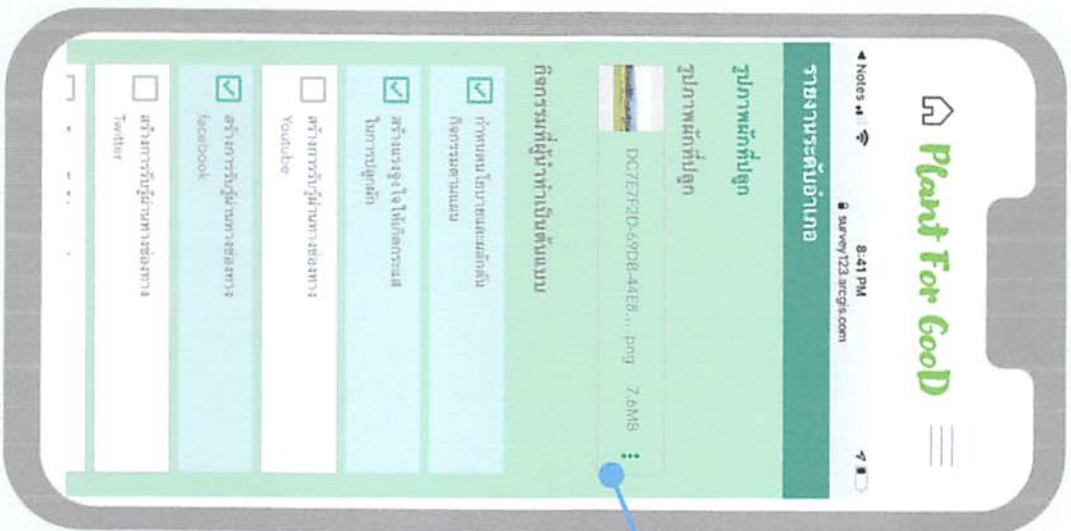 Plant For GooD
◀ Notes 8:41 PM
survey123.arcgis.com
รายงานระดับอำเภอ
รูปภาพผักที่ปลูก
รูปภาพผักที่ปลูก
DC7E7F2D-69DB-44E8... .png 7.6MB
กิจกรรมที่ผู้นำทำเป็นต้นแบบ
กำหนดนโยบายและผลักดัน
กิจกรรมตามแผน
สร้างแรงจูงใจให้เกิดกระแส
ในการปลูกผัก
สร้างการรับรู้ผ่านทางช่องทาง
Youtube
สร้างการรับรู้ผ่านทางช่องทาง
facebook
สร้างการรับรู้ผ่านทางช่องทาง
Twitter